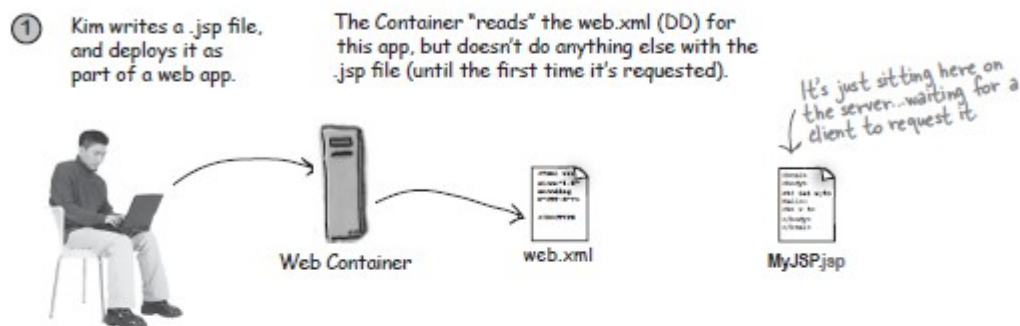 1
Kim writes a .jsp file,
and deploys it as
part of a web app.
The Container "reads" the web.xml (DD) for
this app, but doesn't do anything else with the
.jsp file (until the first time it's requested).
It's just sitting here on
the server...waiting for a
client to request it
Web Container
web.xml
MyJSP.jsp